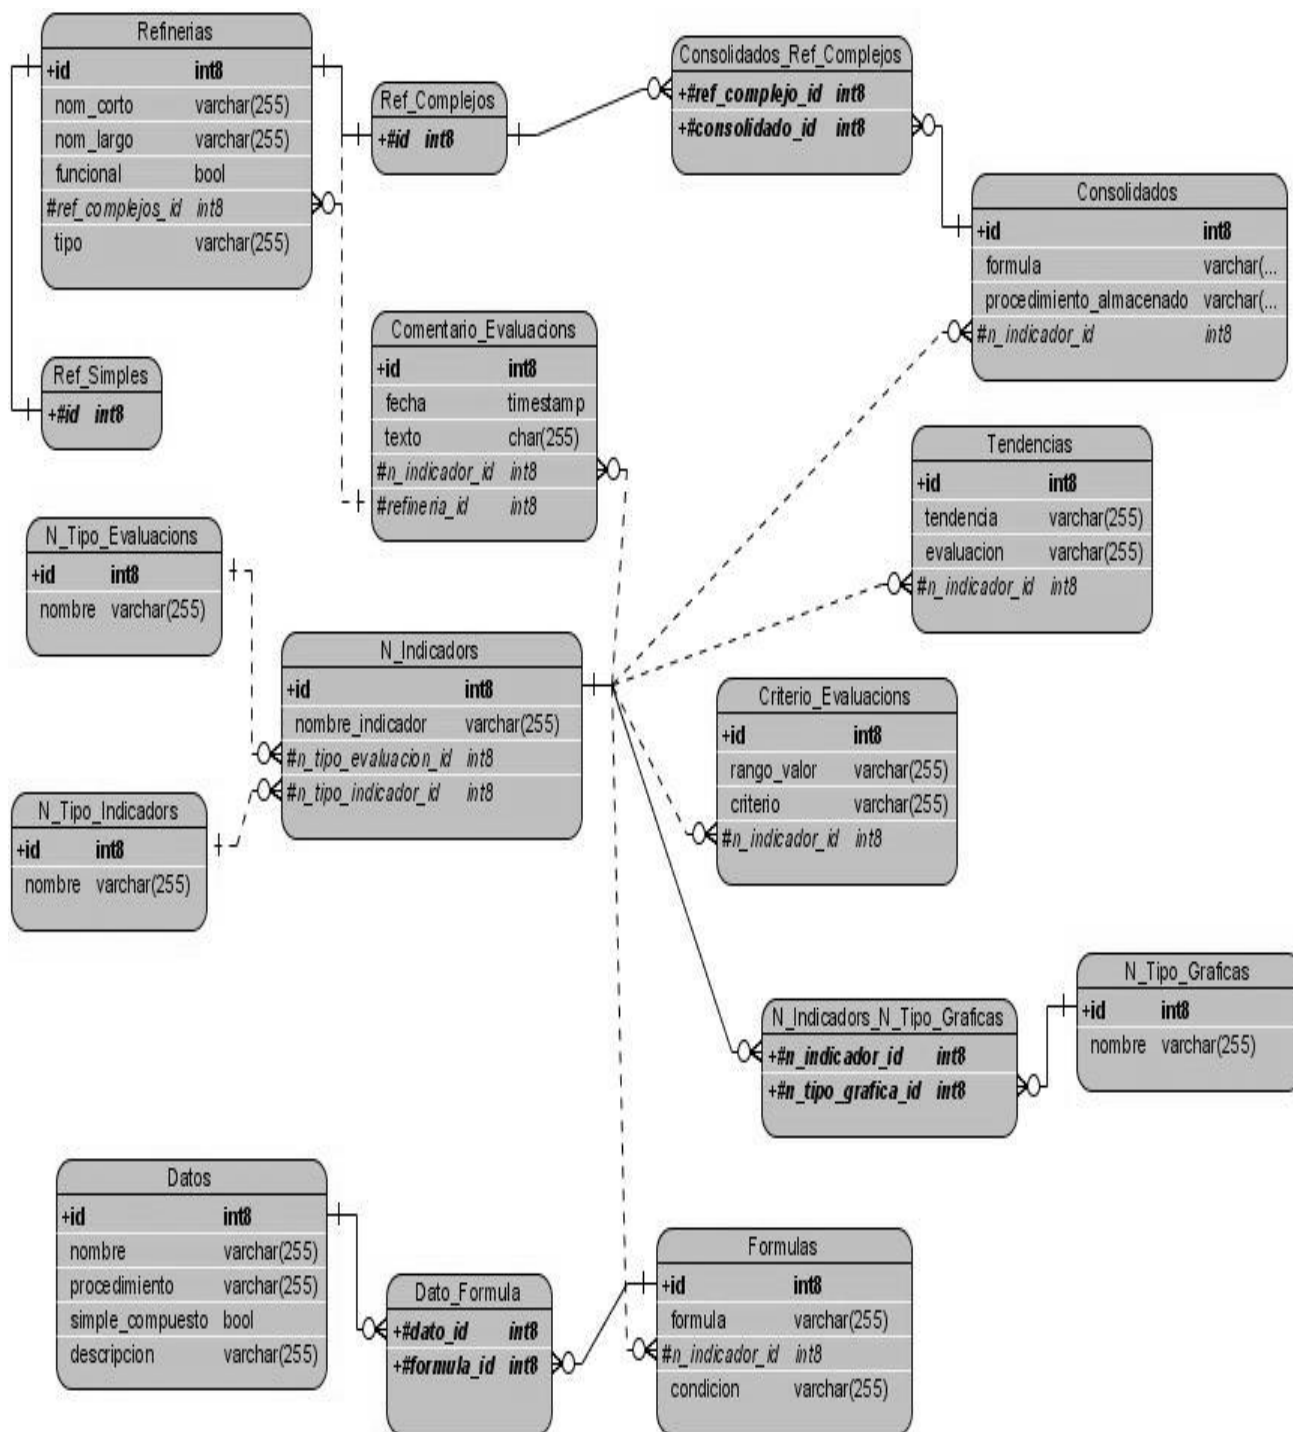 Refinerias
+id int8
nom_corto varchar(255)
nom_largo varchar(255)
funcional bool
#ref_complejos_id int8
tipo varchar(255)
Ref_Complejos
+#id int8
Consolidados_Ref_Complejos
+#ref_complejo_id int8
+#consolidado_id int8
Consolidados
+id int8
formula varchar(...
procedimiento_almacenado varchar(...
#n_indicador_id int8
Ref_Simples
+#id int8
Comentario_Evaluacions
+id int8
fecha timestamp
texto char(255)
#n_indicador_id int8
#refineria_id int8
Tendencias
+id int8
tendencia varchar(255)
evaluacion varchar(255)
#n_indicador_id int8
N_Tipo_Evaluacions
+id int8
nombre varchar(255)
N_Indicadors
+id int8
nombre_indicador varchar(255)
#n_tipo_evaluacion_id int8
#n_tipo_indicador_id int8
Criterio_Evaluacions
+id int8
rango_valor varchar(255)
criterio varchar(255)
#n_indicador_id int8
N_Tipo_Indicadors
+id int8
nombre varchar(255)
N_Tipo_Graficas
+id int8
nombre varchar(255)
N_Indicadors_N_Tipo_Graficas
+#n_indicador_id int8
+#n_tipo_grafica_id int8
Datos
+id int8
nombre varchar(255)
procedimiento varchar(255)
simple_compuesto bool
descripcion varchar(255)
Dato_Formula
+#dato_id int8
+#formula_id int8
Formulas
+id int8
formula varchar(255)
#n_indicador_id int8
condicion varchar(255)